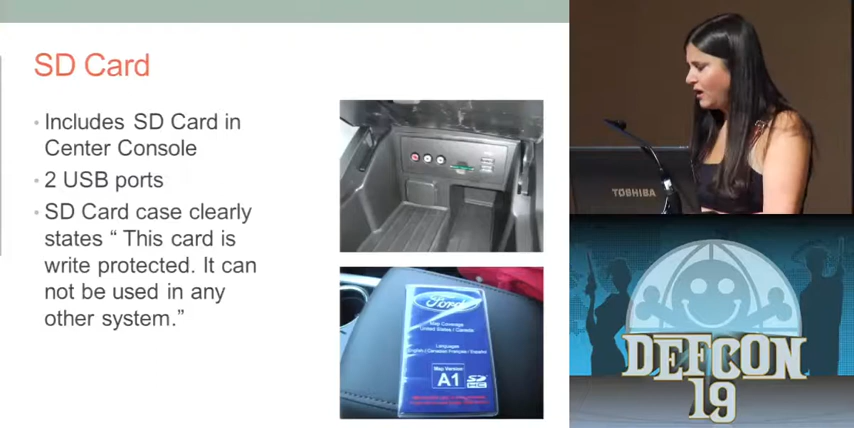 SD Card
• Includes SD Card in
Center Console
• 2 USB ports
• SD Card case clearly
states “ This card is
write protected. It can
not be used in any
other system.”
Ford
Map Coverage
United States / Canada
Languages
English / Canadian Français / Español
Map Version
A1
SD
HC
TOSHIBA
DEFCON
19